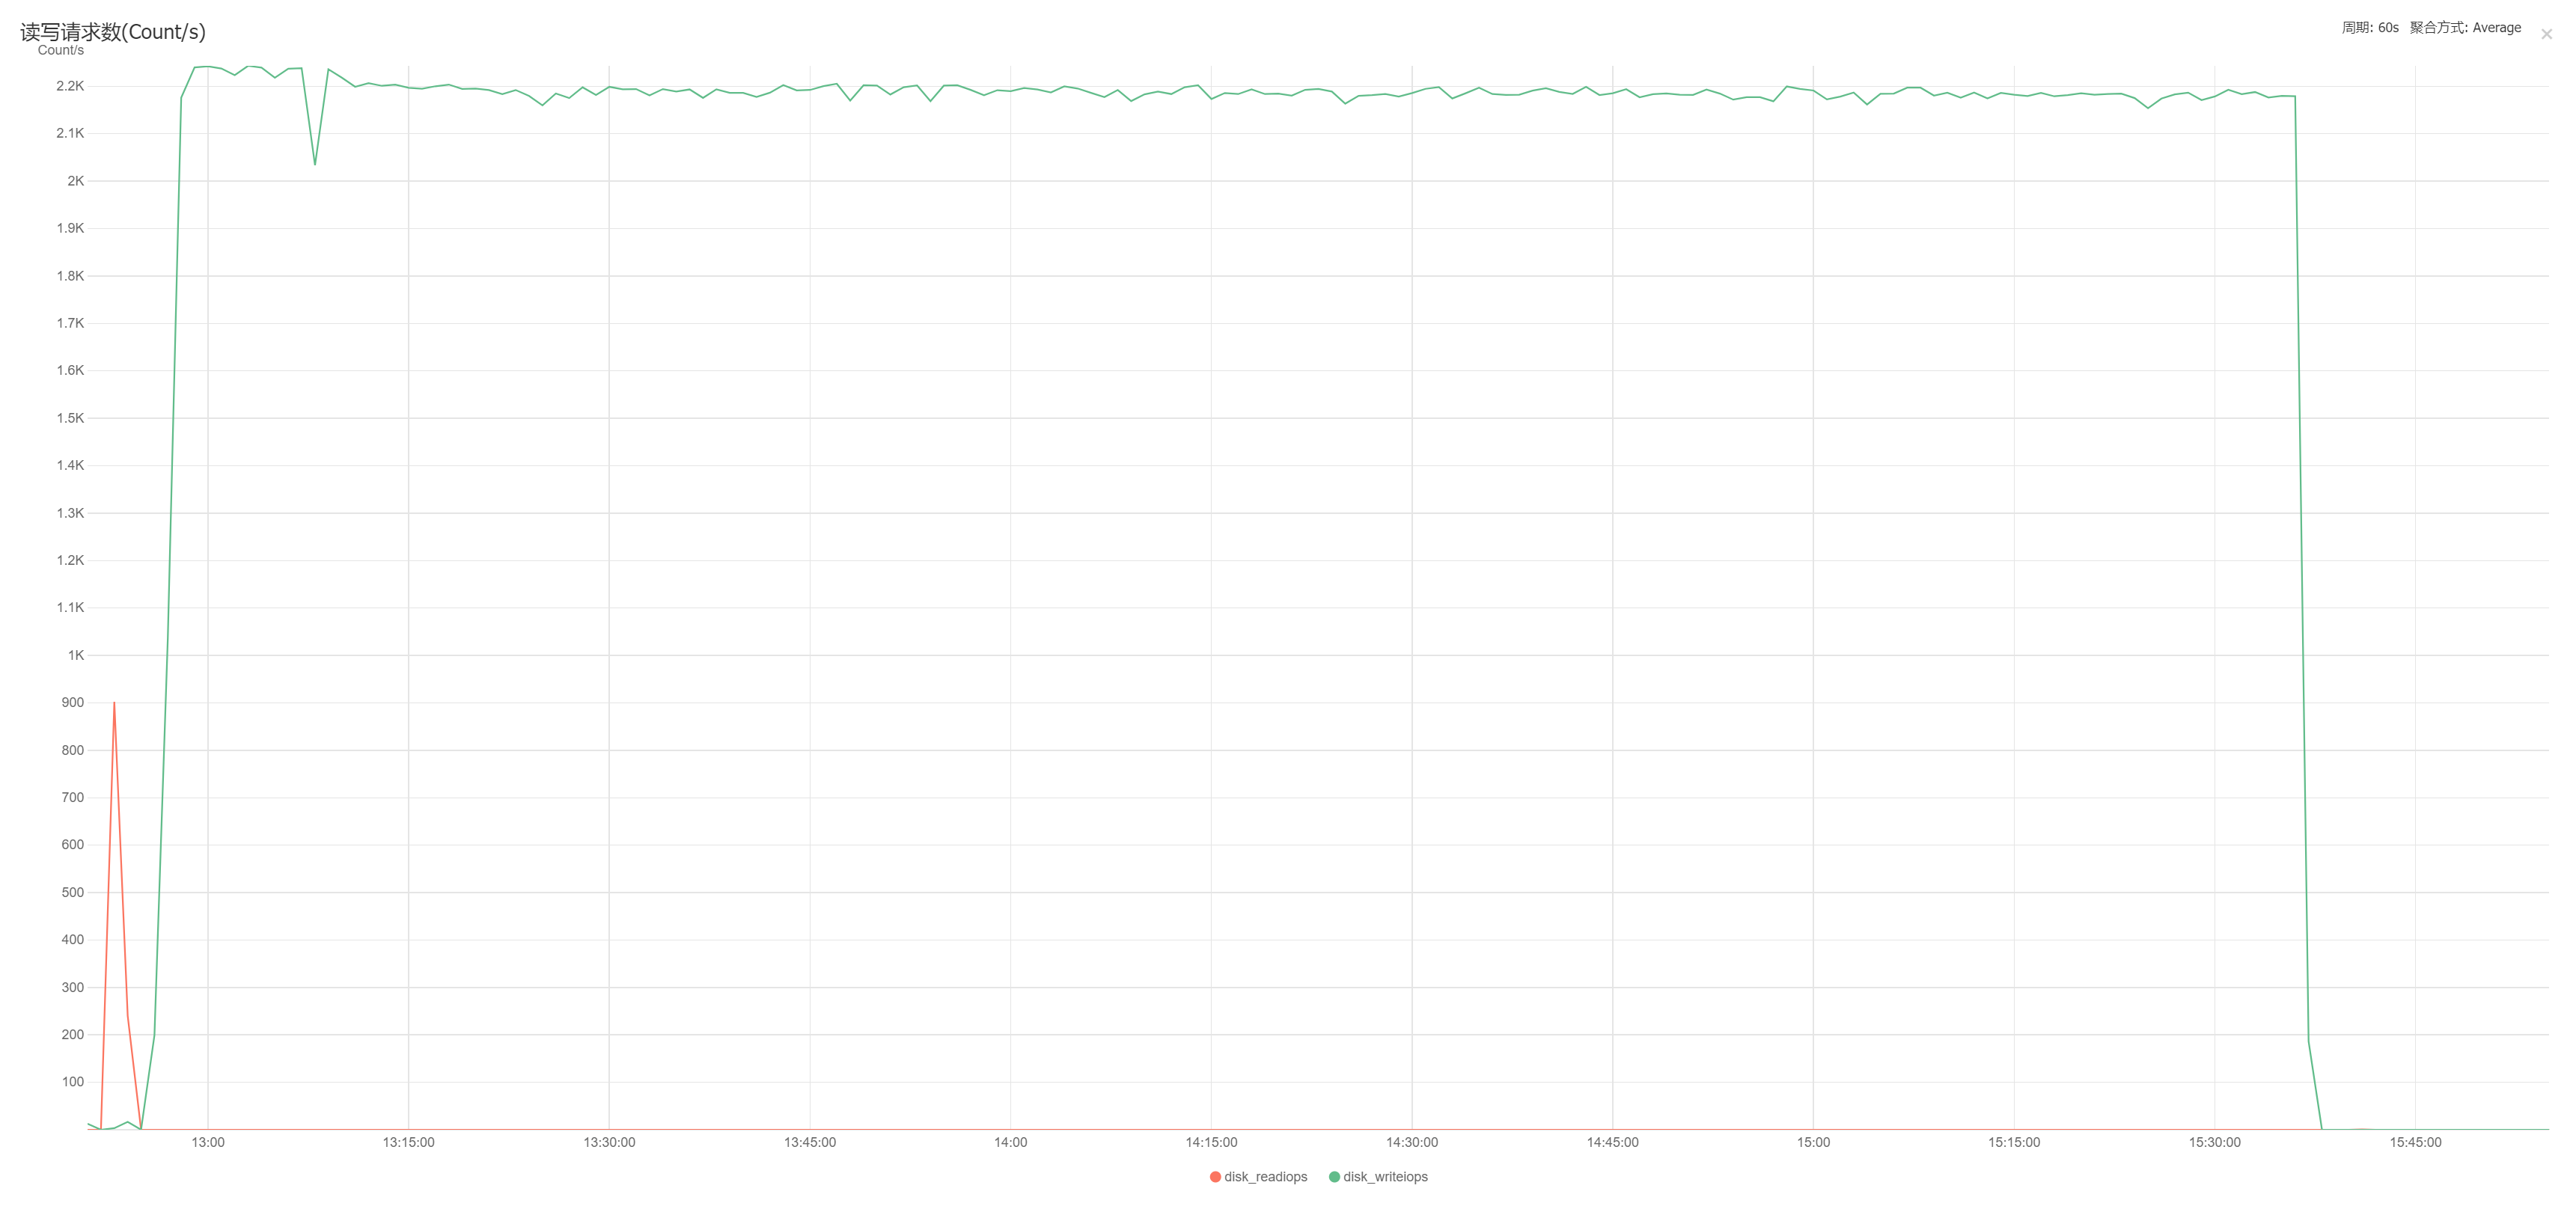 读写请求数(Count/s)
周期: 60s 聚合方式: Average
Count/s
2.2K
2.1K
2K
1.9K
1.8K
1.7K
1.6K
1.5K
1.4K
1.3K
1.2K
1.1K
1K
900
800
700
600
500
400
300
200
100
13:00 13:15:00 13:30:00 13:45:00 14:00 14:15:00 14:30:00 14:45:00 15:00 15:15:00 15:30:00 15:45:00
disk_readiops disk_writeiops